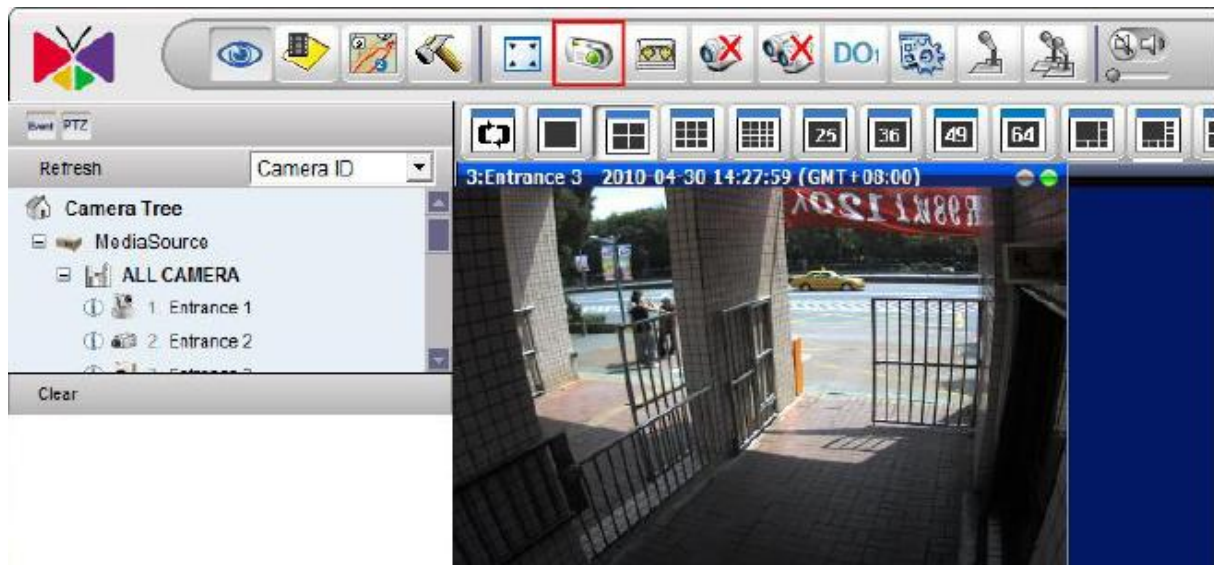 DO1
Event PTZ
Refresh
Camera ID
25
36
49
64
3:Entrance 3 2010-04-30 14:27:59 (GMT+08:00)
Camera Tree
MediaSource
ALL CAMERA
1 Entrance 1
2 Entrance 2
Clear